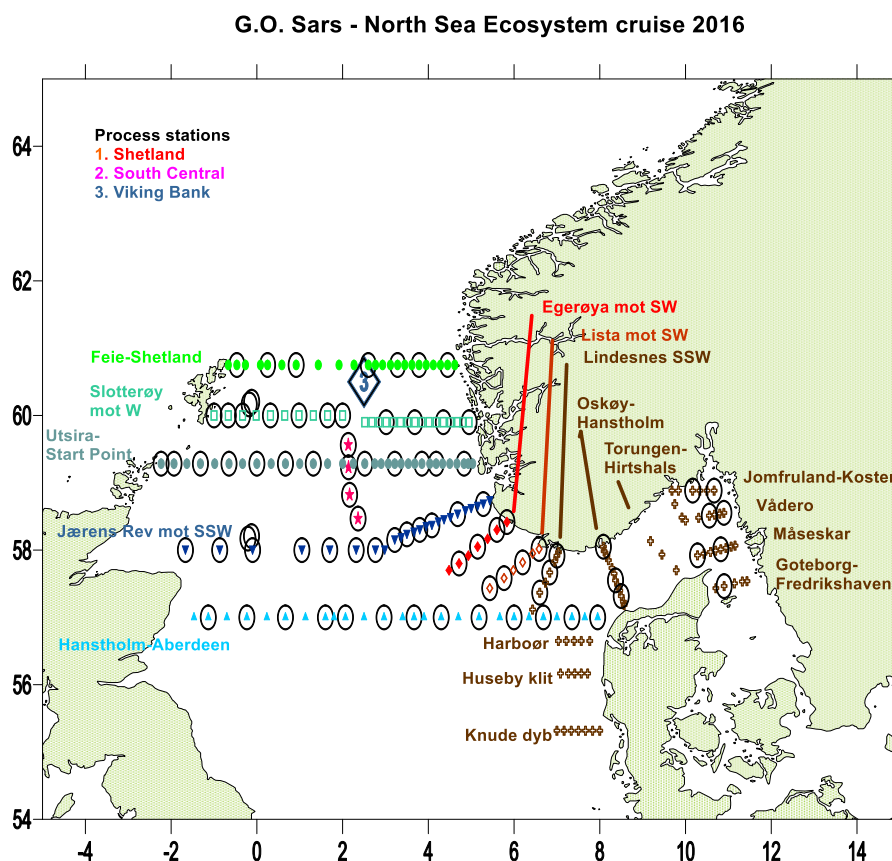 G.O. Sars - North Sea Ecosystem cruise 2016
64
62
60
58
56
54
Process stations
1. Shetland
2. South Central
3. Viking Bank
Egerøya mot SW
Lista mot SW
Lindesnes SSW
Feie-Shetland
3
Slotterøy
mot W
Oskøy-
Hanstholm
Utsira-
Start Point
Torungen-
Hirtshals
Jomfruland-Koster
Vådero
Jærens Rev mot SSW
Måseskar
Goteborg-
Fredrikshaven
Hanstholm-Aberdeen
Harboør
Huseby klit
Knude dyb
-4 -2 0 2 4 6 8 10 12 14